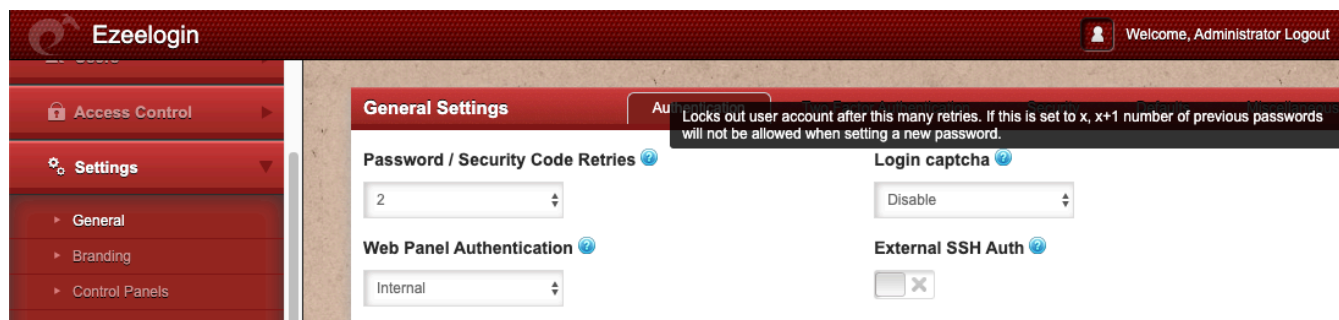 Ezeelogin
Welcome, Administrator Logout
Access Control
Settings
General
Branding
Control Panels
General Settings
Authentication
Locks out user account after this many retries. If this is set to x, x+1 number of previous passwords
will not be allowed when setting a new password.
Password / Security Code Retries
Login captcha
2
Disable
Web Panel Authentication
External SSH Auth
Internal